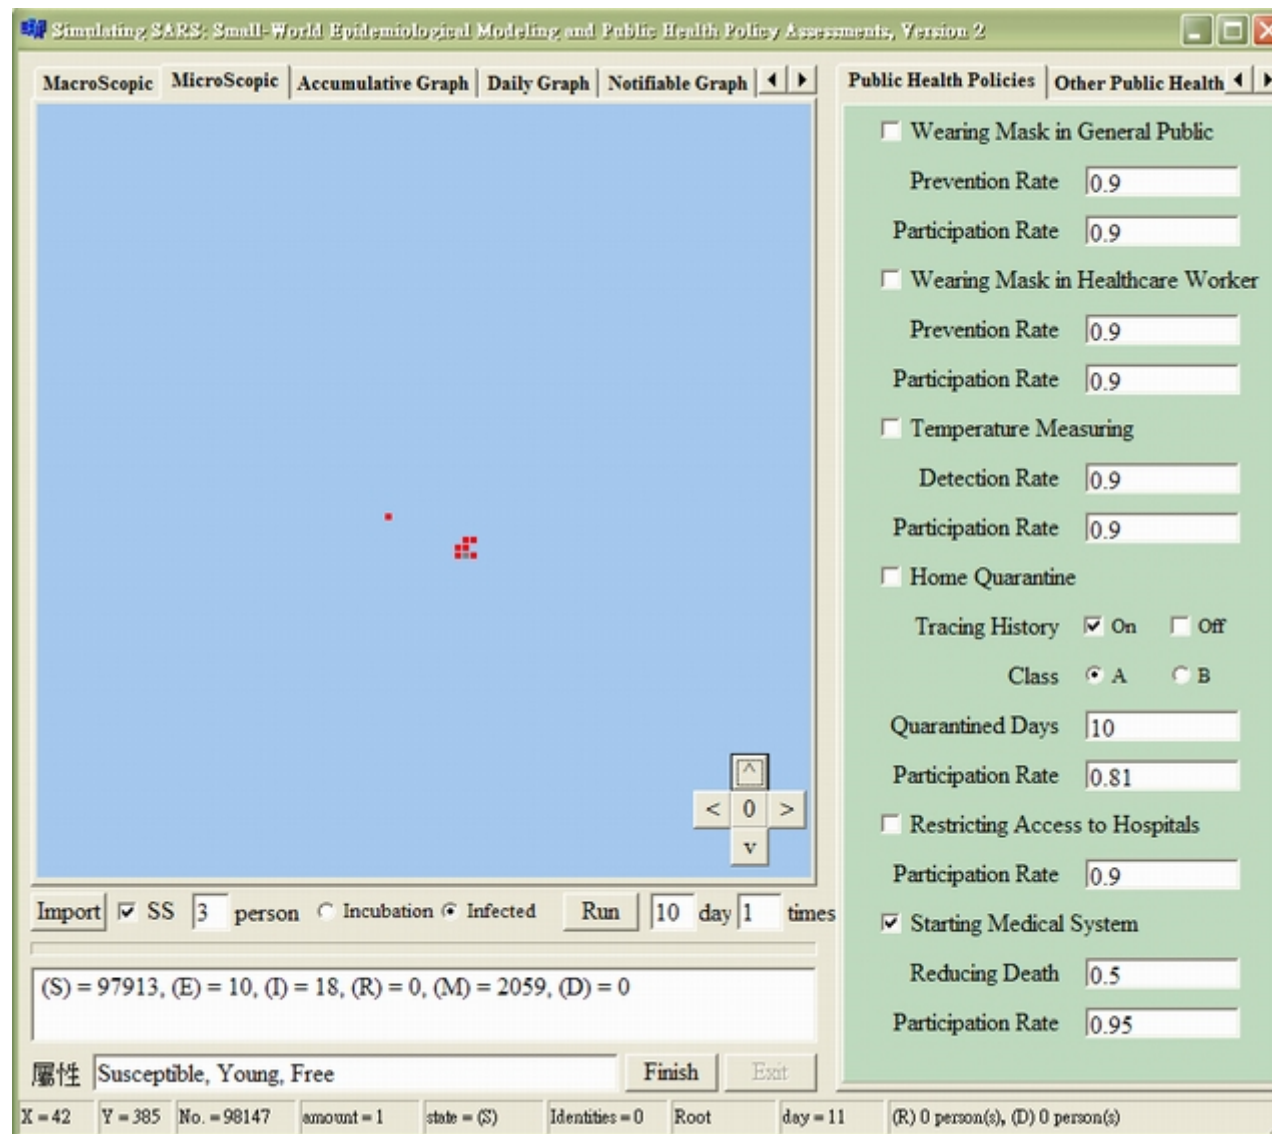 Simulating SARS: Small-World Epidemiological Modeling and Public Health Policy Assessments, Version 2
MacroScopic MicroScopic Accumulative Graph Daily Graph Notifiable Graph
Public Health Policies Other Public Health
Wearing Mask in General Public
Prevention Rate 0.9
Participation Rate 0.9
Wearing Mask in Healthcare Worker
Prevention Rate 0.9
Participation Rate 0.9
Temperature Measuring
Detection Rate 0.9
Participation Rate 0.9
Home Quarantine
Tracing History On Off
Class A B
Quarantined Days 10
Participation Rate 0.81
Restricting Access to Hospitals
Participation Rate 0.9
Starting Medical System
Reducing Death 0.5
Participation Rate 0.95
^
< 0 >
v
Import SS 3 person Incubation Infected Run 10 day 1 times
(S) = 97913, (E) = 10, (I) = 18, (R) = 0, (M) = 2059, (D) = 0
屬性 Susceptible, Young, Free Finish Exit
X = 42 Y = 385 No. = 98147 amount = 1 state = (S) Identities = 0 Root day = 11 (R) 0 person(s), (D) 0 person(s)